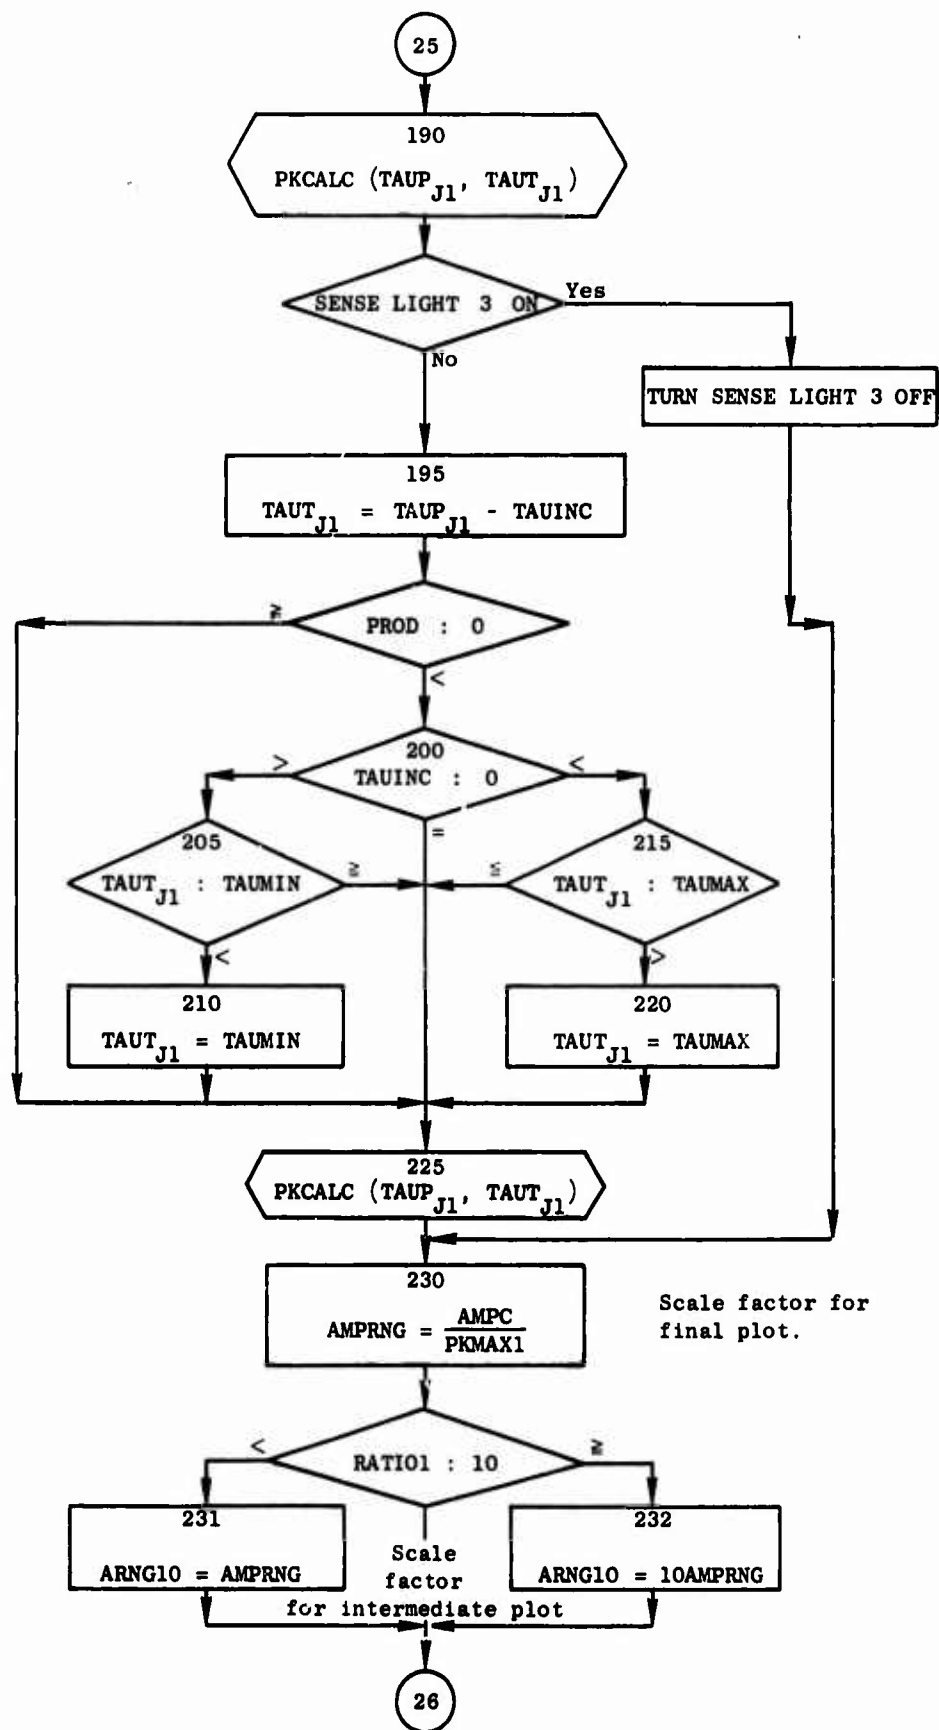 25
190
PKCALC (TAUP_J1, TAUT_J1)
SENSE LIGHT 3 ON
Yes
No
TURN SENSE LIGHT 3 OFF
195
TAUT_J1 = TAUP_J1 - TAUINC
≧
PROD : 0
<
200
>
TAUINC : 0
<
=
205
215
TAUT_J1 : TAUMIN
≧
≦
TAUT_J1 : TAUMAX
<
>
210
220
TAUT_J1 = TAUMIN
TAUT_J1 = TAUMAX
225
PKCALC (TAUP_J1, TAUT_J1)
230
AMPRNG = AMPC / PKMAX1
Scale factor for
final plot.
<
RATIO1 : 10
≧
231
232
ARNG10 = AMPRNG
ARNG10 = 10AMPRNG
Scale
factor
for intermediate plot
26